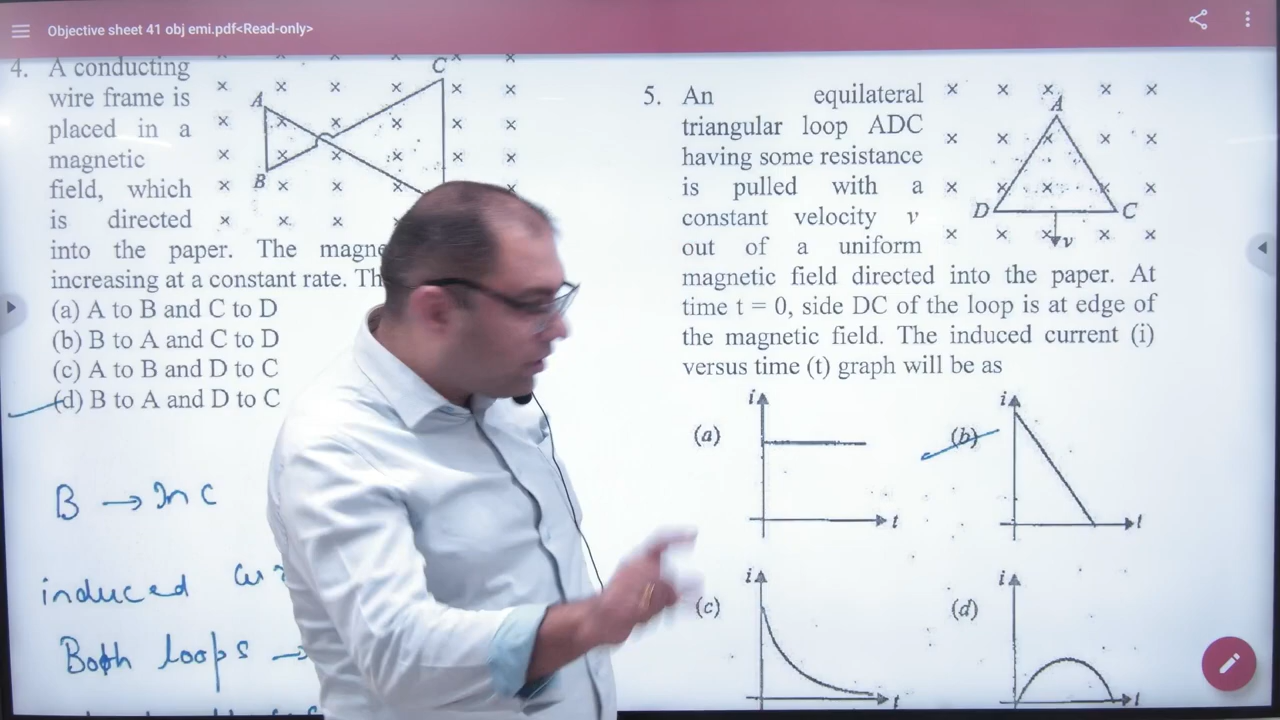 Objective sheet 41 obj emi.pdf<Read-only>
4. A conducting
wire frame is
placed in a
magnetic
field, which
is directed
into the paper. The magne
increasing at a constant rate. Th
(a) A to B and C to D
(b) B to A and C to D
(c) A to B and D to C
(d) B to A and D to C
A
B
C
B → Inc
induced
Both loops →
5. An equilateral
triangular loop ADC
having some resistance
is pulled with a
constant velocity v
out of a uniform
magnetic field directed into the paper. At
time t = 0, side DC of the loop is at edge of
the magnetic field. The induced current (i)
versus time (t) graph will be as
A
D
C
v
(a)
i
t
(b)
i
t
(c)
i
t
(d)
i
t